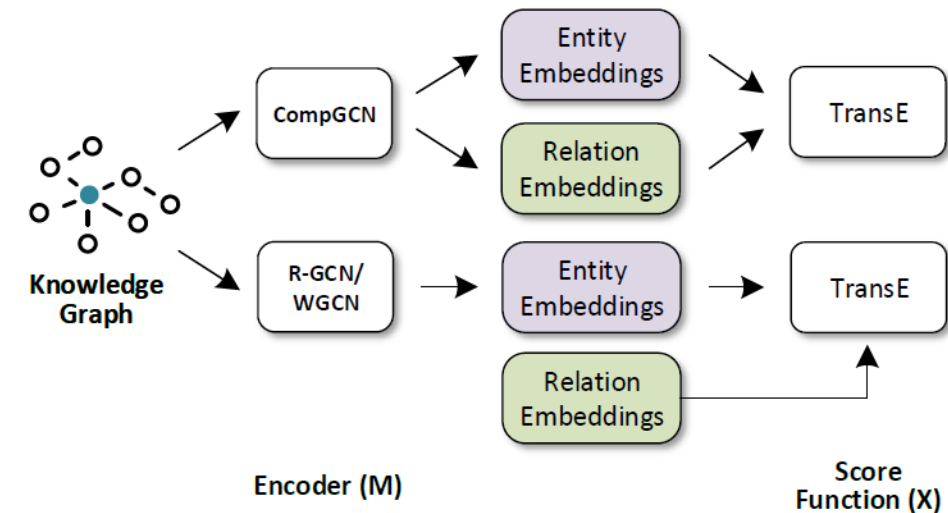 Entity
Embeddings
CompGCN
TransE
Relation
Embeddings
Knowledge
Graph
R-GCN/
WGCN
Entity
Embeddings
TransE
Relation
Embeddings
Encoder (M)
Score
Function (X)